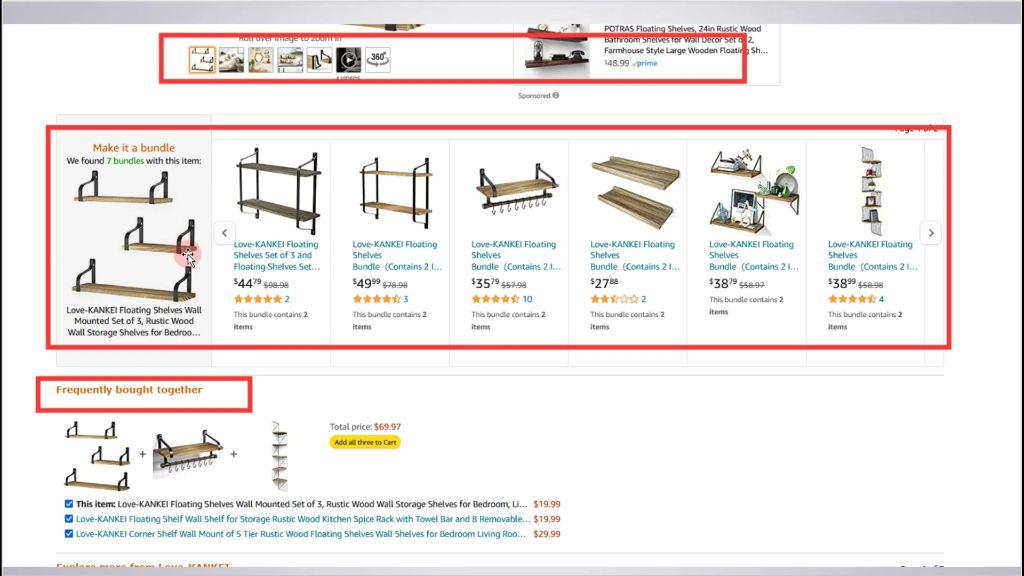 Roll over image to zoom in
360°
POTRAS Floating Shelves, 24in Rustic Wood
Bathroom Shelves for Wall Decor Set of 2,
Farmhouse Style Large Wooden Floating Sh...
$48.99 prime
Sponsored
Make it a bundle
We found 7 bundles with this item:
Love-KANKEI Floating Shelves Wall
Mounted Set of 3, Rustic Wood
Wall Storage Shelves for Bedroo...
Love-KANKEI Floating
Shelves Set of 3 and
Floating Shelves Set...
$44.79 $98.98
2
This bundle contains 2
items
Love-KANKEI Floating
Shelves
Bundle (Contains 2 I...
$49.99 $78.98
3
This bundle contains 2
items
Love-KANKEI Floating
Shelves
Bundle (Contains 2 I...
$35.79 $57.98
10
This bundle contains 2
items
Love-KANKEI Floating
Shelves
Bundle (Contains 2 I...
$27.88
2
This bundle contains 2
items
Love-KANKEI Floating
Shelves
Bundle (Contains 2 I...
$38.79 $58.97
This bundle contains 2
items
Love-KANKEI Floating
Shelves
Bundle (Contains 2 I...
$38.99 $58.98
4
This bundle contains 2
items
Frequently bought together
Total price: $69.97
Add all three to Cart
This item: Love-KANKEI Floating Shelves Wall Mounted Set of 3, Rustic Wood Wall Storage Shelves for Bedroom, Li... $19.99
Love-KANKEI Floating Shelf Wall Shelf for Storage Rustic Wood Kitchen Spice Rack with Towel Bar and 8 Removable... $19.99
Love-KANKEI Corner Shelf Wall Mount of 5 Tier Rustic Wood Floating Shelves Wall Shelves for Bedroom Living Roo... $29.99
Explore more from Love-KANKEI